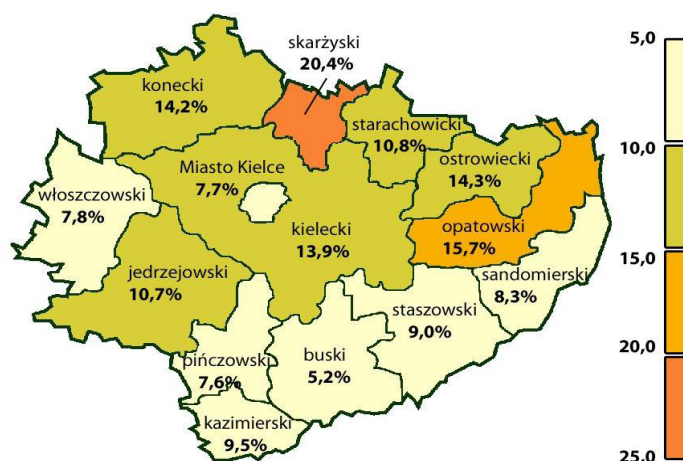 skarżyski
20,4%
konecki
14,2%
starachowicki
10,8%
ostrowiecki
14,3%
Miasto Kielce
7,7%
włoszczowski
7,8%
kielecki
13,9%
opatowski
15,7%
jedrzejowski
10,7%
sandomierski
8,3%
staszowski
9,0%
pińczowski
7,6%
buski
5,2%
kazimierski
9,5%
5,0
10,0
15,0
20,0
25,0